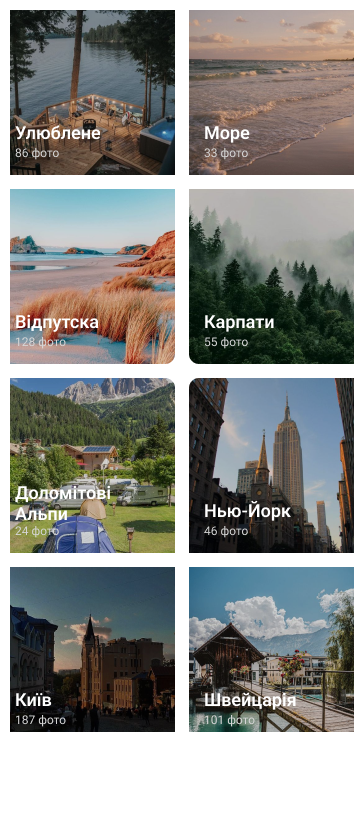 Улюблене
86 фото
Море
33 фото
Відпутска
128 фото
Карпати
55 фото
Доломітові
Альпи
24 фото
Нью-Йорк
46 фото
Київ
187 фото
Швейцарія
101 фото